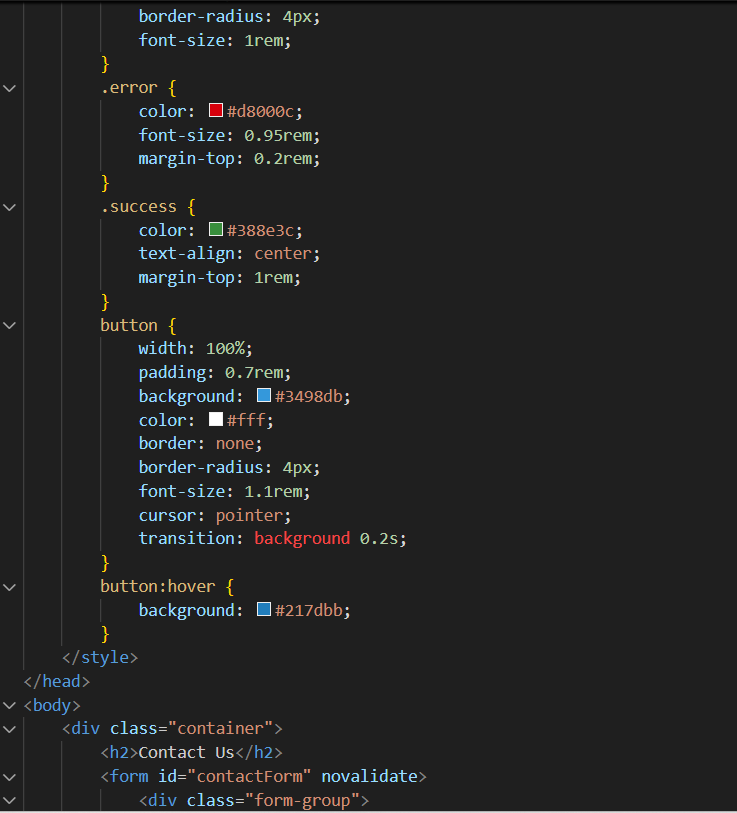 border-radius: 4px;
font-size: 1rem;
}
.error {
color: #d8000c;
font-size: 0.95rem;
margin-top: 0.2rem;
}
.success {
color: #388e3c;
text-align: center;
margin-top: 1rem;
}
button {
width: 100%;
padding: 0.7rem;
background: #3498db;
color: #fff;
border: none;
border-radius: 4px;
font-size: 1.1rem;
cursor: pointer;
transition: background 0.2s;
}
button:hover {
background: #217dbb;
}
</style>
</head>
<body>
<div class="container">
<h2>Contact Us</h2>
<form id="contactForm" novalidate>
<div class="form-group">